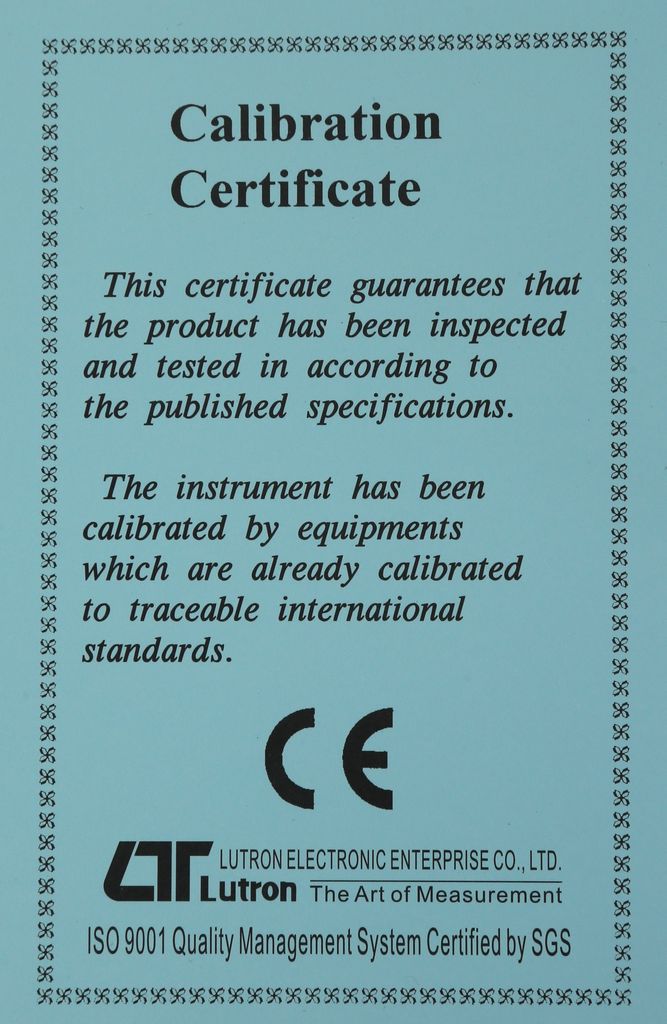 Calibration
Certificate
This certificate guarantees that
the product has been inspected
and tested in according to
the published specifications.
The instrument has been
calibrated by equipments
which are already calibrated
to traceable international
standards.
CE
LUTRON ELECTRONIC ENTERPRISE CO., LTD.
Lutron The Art of Measurement
ISO 9001 Quality Management System Certified by SGS